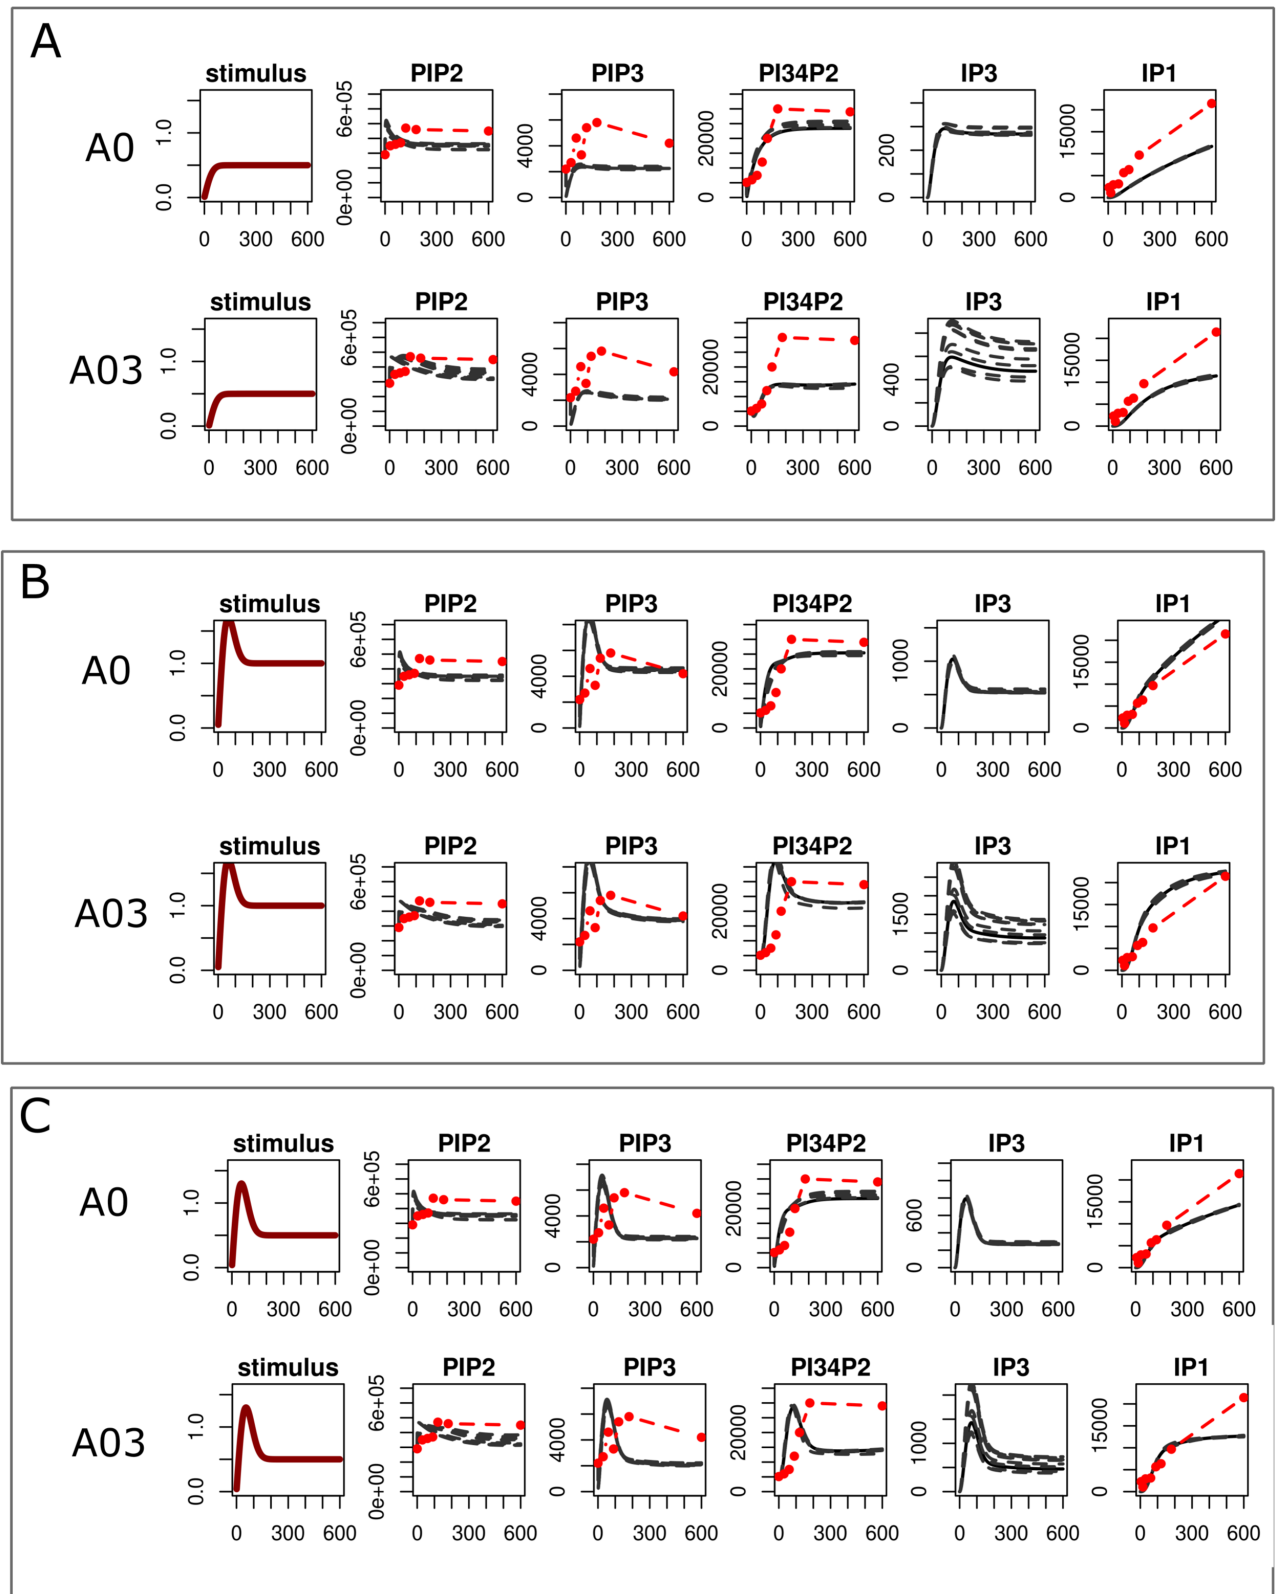 A
stimulus PIP2 PIP3 PI34P2 IP3 IP1
A0
0.0 1.0 0e+00 6e+05 0 4000 0 20000 0 200 0 15000
0 300 600 0 300 600 0 300 600 0 300 600 0 300 600 0 300 600
stimulus PIP2 PIP3 PI34P2 IP3 IP1
A03
0.0 1.0 0e+00 6e+05 0 4000 0 20000 0 400 0 15000
0 300 600 0 300 600 0 300 600 0 300 600 0 300 600 0 300 600
B
stimulus PIP2 PIP3 PI34P2 IP3 IP1
A0
0.0 1.0 0e+00 6e+05 0 4000 0 20000 0 1000 0 15000
0 300 600 0 300 600 0 300 600 0 300 600 0 300 600 0 300 600
stimulus PIP2 PIP3 PI34P2 IP3 IP1
A03
0.0 1.0 0e+00 6e+05 0 4000 0 20000 0 1500 0 15000
0 300 600 0 300 600 0 300 600 0 300 600 0 300 600 0 300 600
C
stimulus PIP2 PIP3 PI34P2 IP3 IP1
A0
0.0 1.0 0e+00 6e+05 0 4000 0 20000 0 600 0 15000
0 300 600 0 300 600 0 300 600 0 300 600 0 300 600 0 300 600
stimulus PIP2 PIP3 PI34P2 IP3 IP1
A03
0.0 1.0 0e+00 6e+05 0 4000 0 20000 0 1000 0 15000
0 300 600 0 300 600 0 300 600 0 300 600 0 300 600 0 300 600